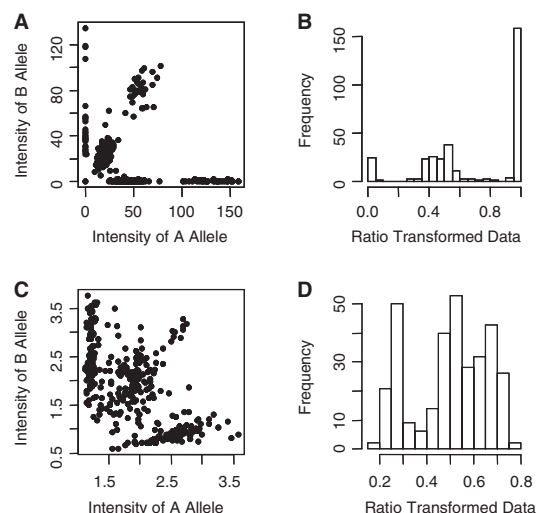 A
Intensity of B Allele
0 40 80 120
0 50 100 150
Intensity of A Allele
B
Frequency
0 50 100 150
0.0 0.4 0.8
Ratio Transformed Data
C
Intensity of B Allele
0.5 1.5 2.5 3.5
1.5 2.5 3.5
Intensity of A Allele
D
Frequency
0 10 30 50
0.2 0.4 0.6 0.8
Ratio Transformed Data